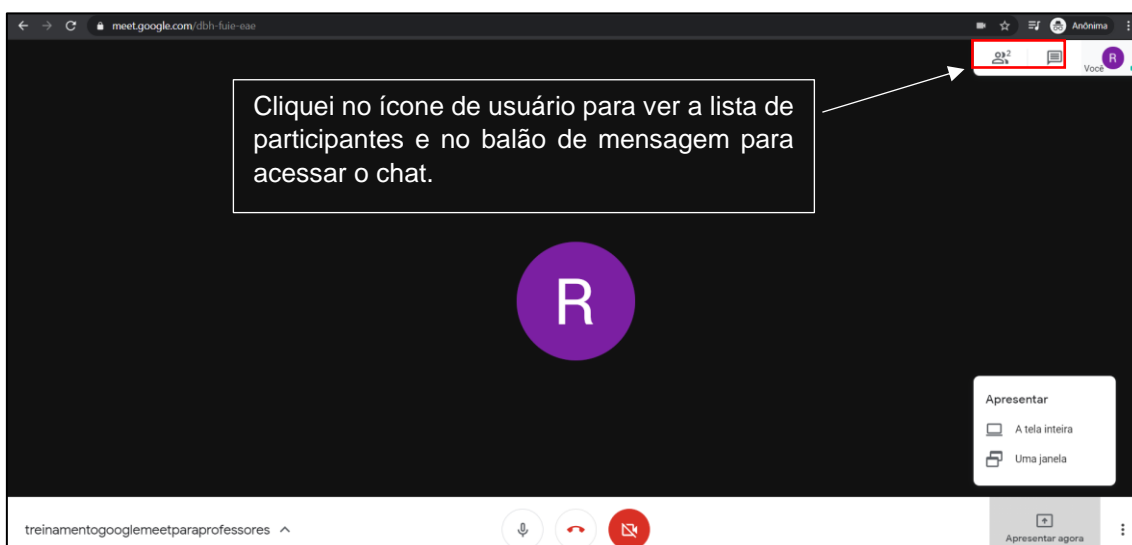 meet.google.com/dbh-fuie-eae
Anônima
2
Você
R
Cliquei no ícone de usuário para ver a lista de
participantes e no balão de mensagem para
acessar o chat.
R
Apresentar
A tela inteira
Uma janela
treinamentogooglemeetparaprofessores
Apresentar agora